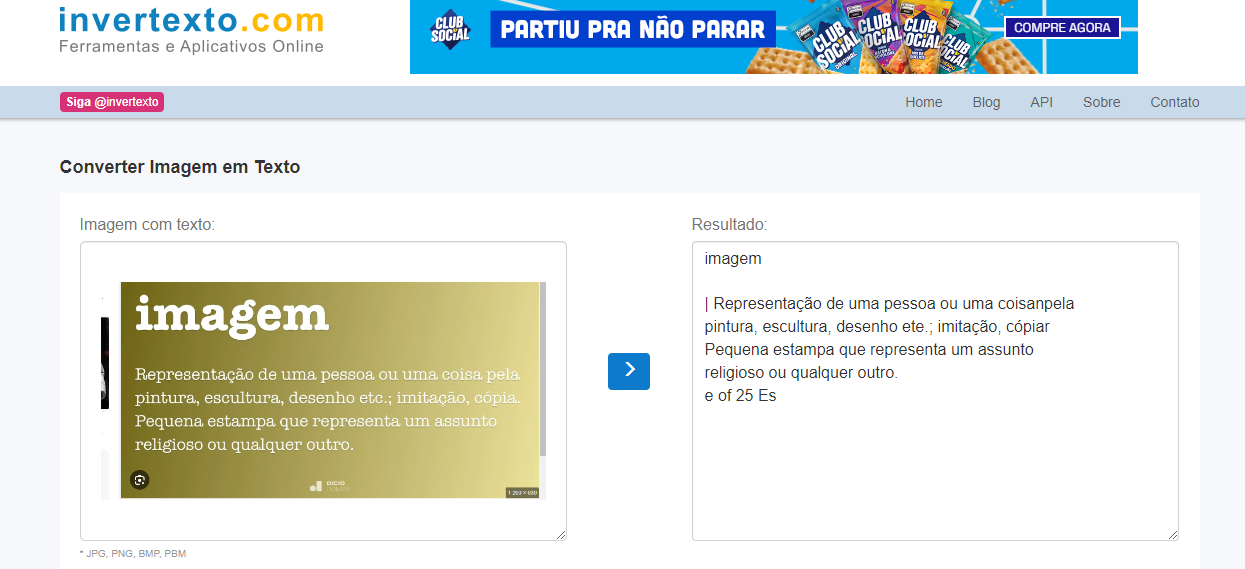 invertexto.com
Ferramentas e Aplicativos Online
CLUB SOCIAL
PARTIU PRA NÃO PARAR
CLUB SOCIAL
ORIGINAL
CLUB SOCIAL
CLUB SOCIAL
CLUB SOCIAL
COMPRE AGORA
Siga @invertexto
Home
Blog
API
Sobre
Contato
Converter Imagem em Texto
Imagem com texto:
imagem
Representação de uma pessoa ou uma coisa pela
pintura, escultura, desenho etc.; imitação, cópia.
Pequena estampa que representa um assunto
religioso ou qualquer outro.
DICIO
1.200 × 630
* JPG, PNG, BMP, PBM
Resultado:
imagem
| Representação de uma pessoa ou uma coisanpela
pintura, escultura, desenho ete.; imitação, cópiar
Pequena estampa que representa um assunto
religioso ou qualquer outro.
e of 25 Es